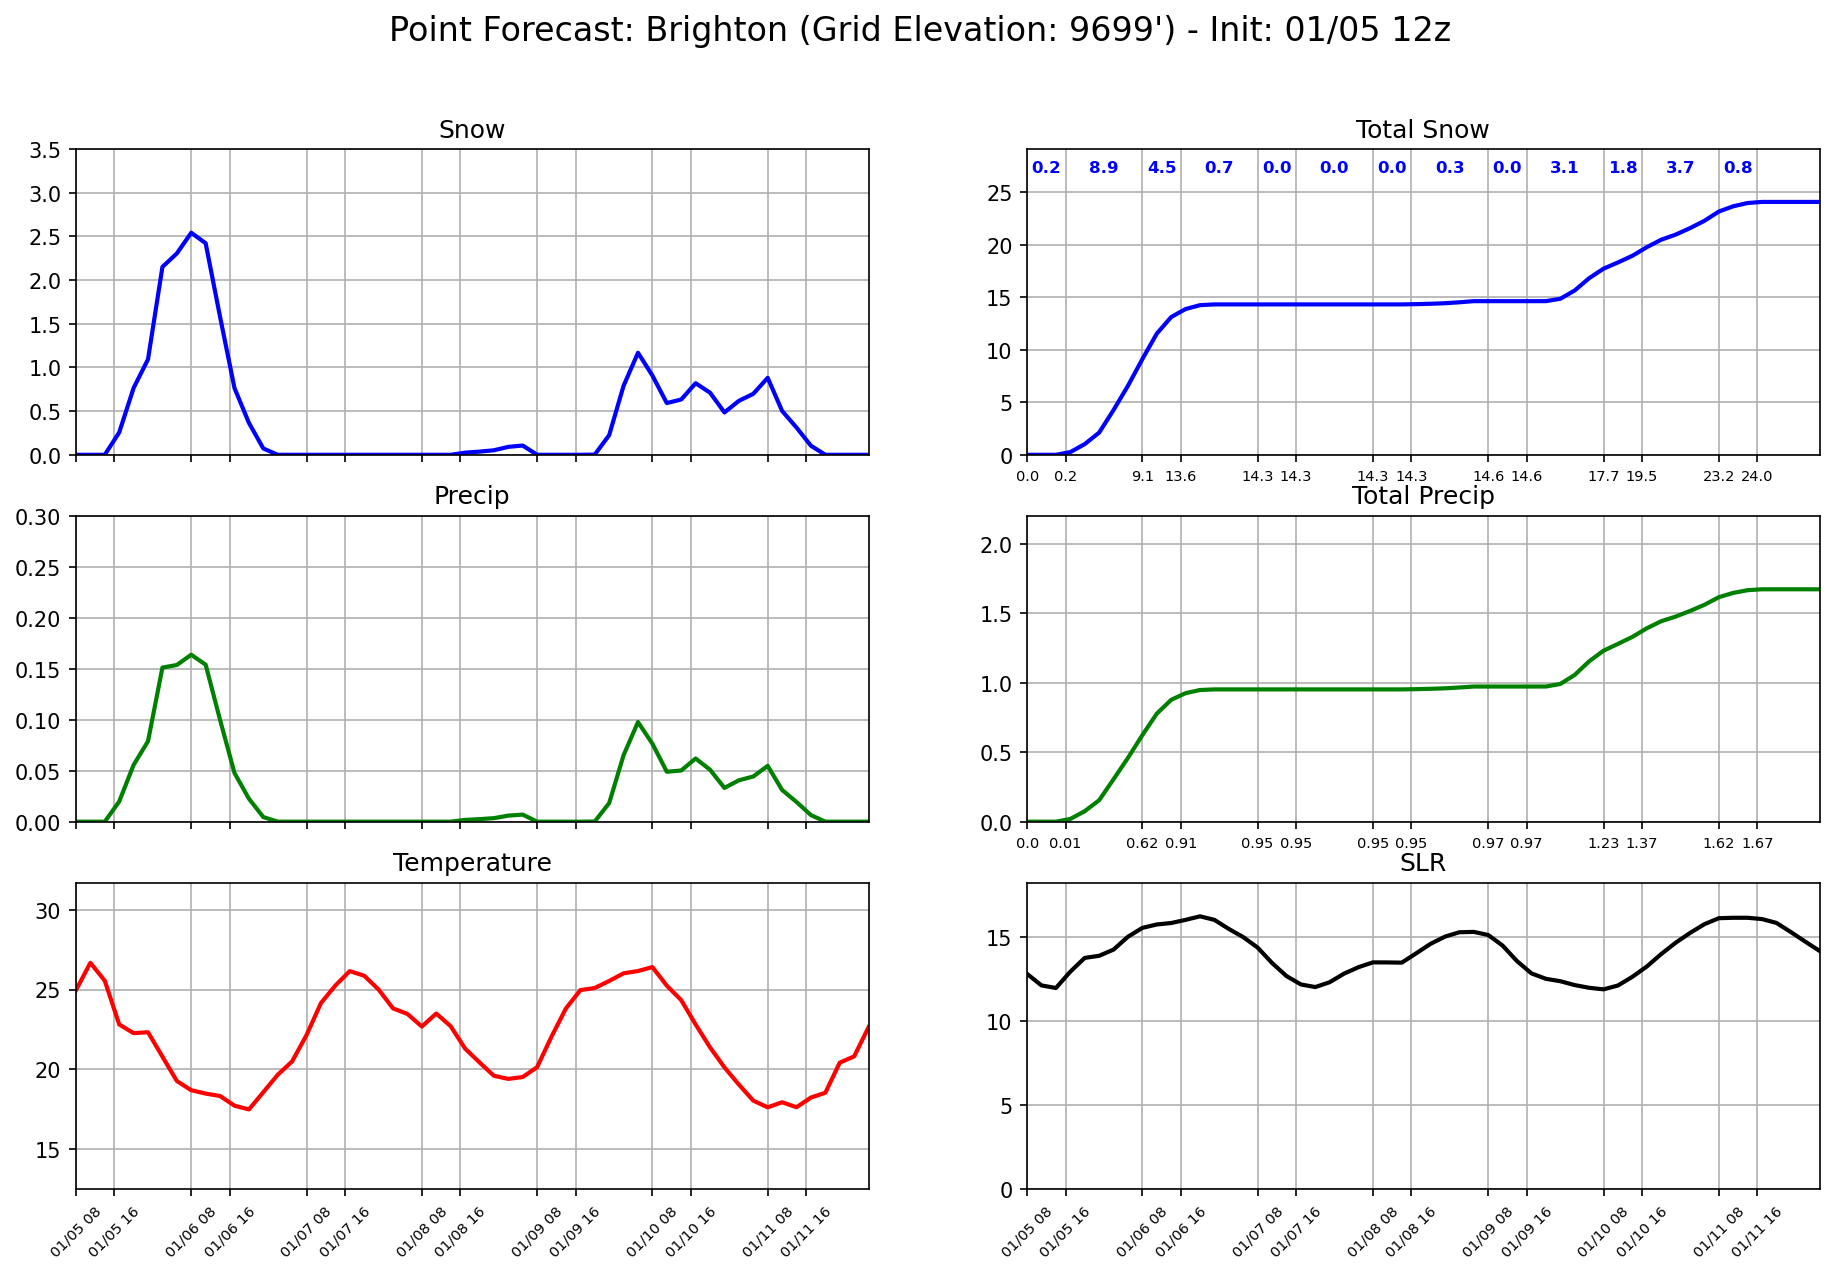 Point Forecast: Brighton (Grid Elevation: 9699') - Init: 01/05 12z
Snow
3.5
3.0
2.5
2.0
1.5
1.0
0.5
0.0
Total Snow
0.2 8.9 4.5 0.7 0.0 0.0 0.0 0.3 0.0 3.1 1.8 3.7 0.8
25
20
15
10
5
0
0.0 0.2 9.1 13.6 14.3 14.3 14.3 14.3 14.6 14.6 17.7 19.5 23.2 24.0
Precip
0.30
0.25
0.20
0.15
0.10
0.05
0.00
Total Precip
2.0
1.5
1.0
0.5
0.0
0.0 0.01 0.62 0.91 0.95 0.95 0.95 0.95 0.97 0.97 1.23 1.37 1.62 1.67
Temperature
30
25
20
15
01/05 08 01/05 16 01/06 08 01/06 16 01/07 08 01/07 16 01/08 08 01/08 16 01/09 08 01/09 16 01/10 08 01/10 16 01/11 08 01/11 16
SLR
15
10
5
0
01/05 08 01/05 16 01/06 08 01/06 16 01/07 08 01/07 16 01/08 08 01/08 16 01/09 08 01/09 16 01/10 08 01/10 16 01/11 08 01/11 16